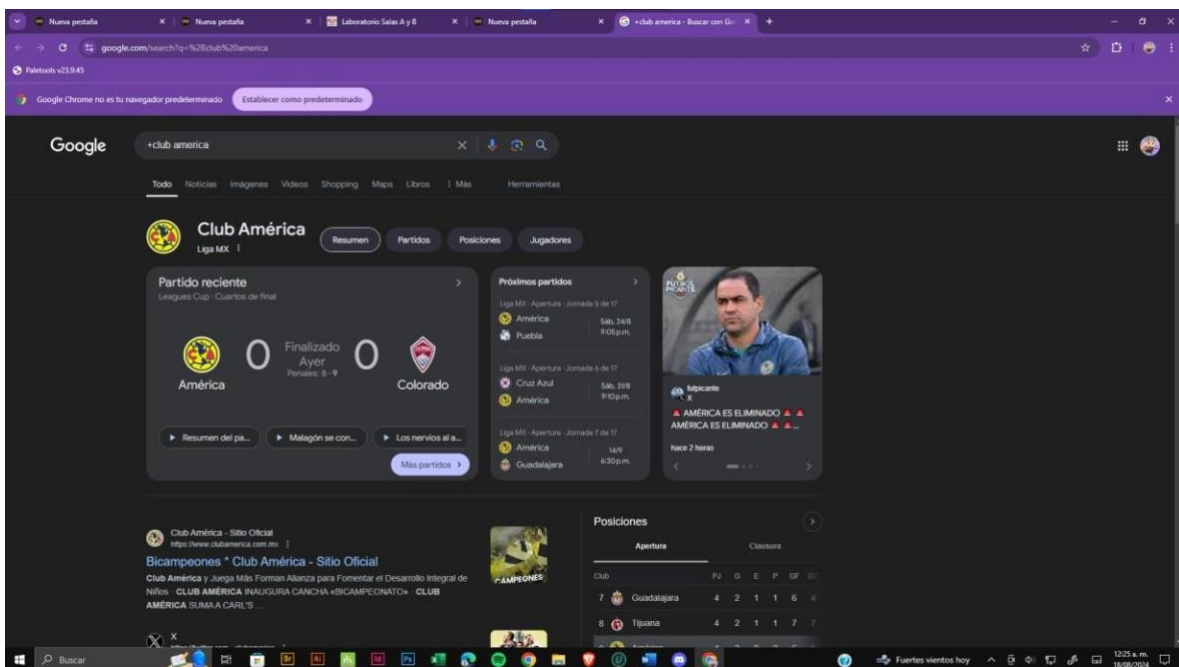 Nueva pestaña
Nueva pestaña
Laboratorio Salas A y B
Nueva pestaña
+club america - Buscar con Go
google.com/search?q=%2Bclub%20america
Paletools v23.9.45
Google Chrome no es tu navegador predeterminado
Establecer como predeterminado
Google
+club america
Todo Noticias Imágenes Videos Shopping Maps Libros Más Herramientas
Club América
Liga MX
Resumen Partidos Posiciones Jugadores
Partido reciente
Leagues Cup · Cuartos de final
América
0
Finalizado
Ayer
Penales: 8 - 9
0
Colorado
Resumen del pa...
Malagón se con...
Los nervios al a...
Más partidos
Próximos partidos
Liga MX · Apertura · Jornada 5 de 17
América
Puebla
Sáb, 24/8
9:05 p.m.
Liga MX · Apertura · Jornada 6 de 17
Cruz Azul
América
Sáb, 31/8
9:10 p.m.
Liga MX · Apertura · Jornada 7 de 17
América
Guadalajara
14/9
6:30 p.m.
FUTBOL
PICANTE
futpicante
X
AMÉRICA ES ELIMINADO
AMÉRICA ES ELIMINADO ...
hace 2 horas
Club América - Sitio Oficial
https://www.clubamerica.com.mx
Bicampeones * Club América - Sitio Oficial
Club América y Juega Más Forman Alianza para Fomentar el Desarrollo Integral de
Niños · CLUB AMÉRICA INAUGURA CANCHA «BICAMPEONATO» · CLUB
AMÉRICA SUMA A CARL'S ...
CAMPEONES
X
Posiciones
Apertura Clausura
Club PJ G E P GF GC
7 Guadalajara 4 2 1 1 6 4
8 Tijuana 4 2 1 1 7 7
Buscar
Fuertes vientos hoy
12:25 a. m.
18/08/2024